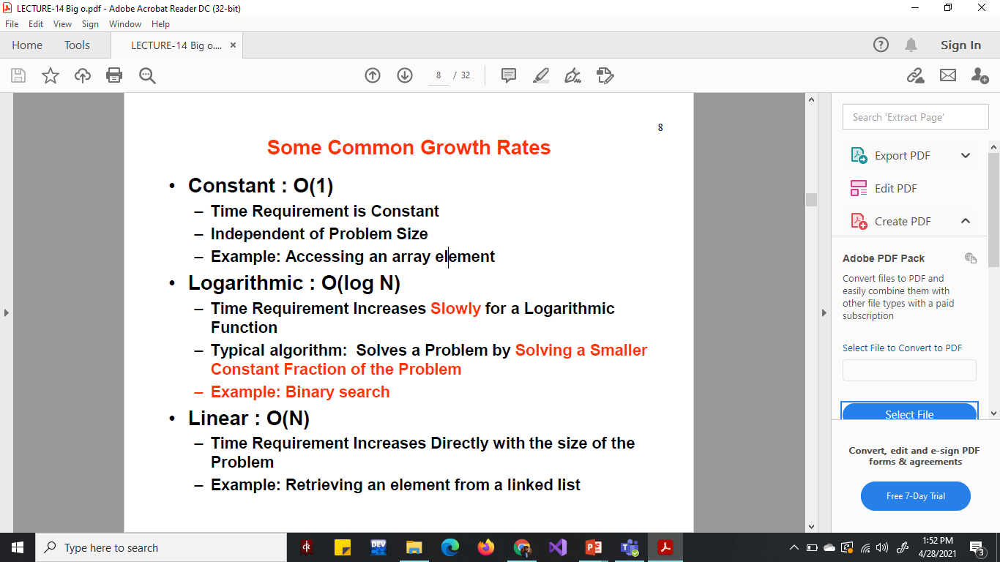 LECTURE-14 Big o.pdf - Adobe Acrobat Reader DC (32-bit)
File Edit View Sign Window Help
Home Tools LECTURE-14 Big o.... × Sign In
8 / 32
8
Some Common Growth Rates
• Constant : O(1)
– Time Requirement is Constant
– Independent of Problem Size
– Example: Accessing an array element
• Logarithmic : O(log N)
– Time Requirement Increases Slowly for a Logarithmic
Function
– Typical algorithm: Solves a Problem by Solving a Smaller
Constant Fraction of the Problem
– Example: Binary search
• Linear : O(N)
– Time Requirement Increases Directly with the size of the
Problem
– Example: Retrieving an element from a linked list
Search 'Extract Page'
Export PDF
Edit PDF
Create PDF
Adobe PDF Pack
Convert files to PDF and
easily combine them with
other file types with a paid
subscription
Select File to Convert to PDF
Select File
Convert, edit and e-sign PDF
forms & agreements
Free 7-Day Trial
Type here to search
DEV
1:52 PM
4/28/2021
3